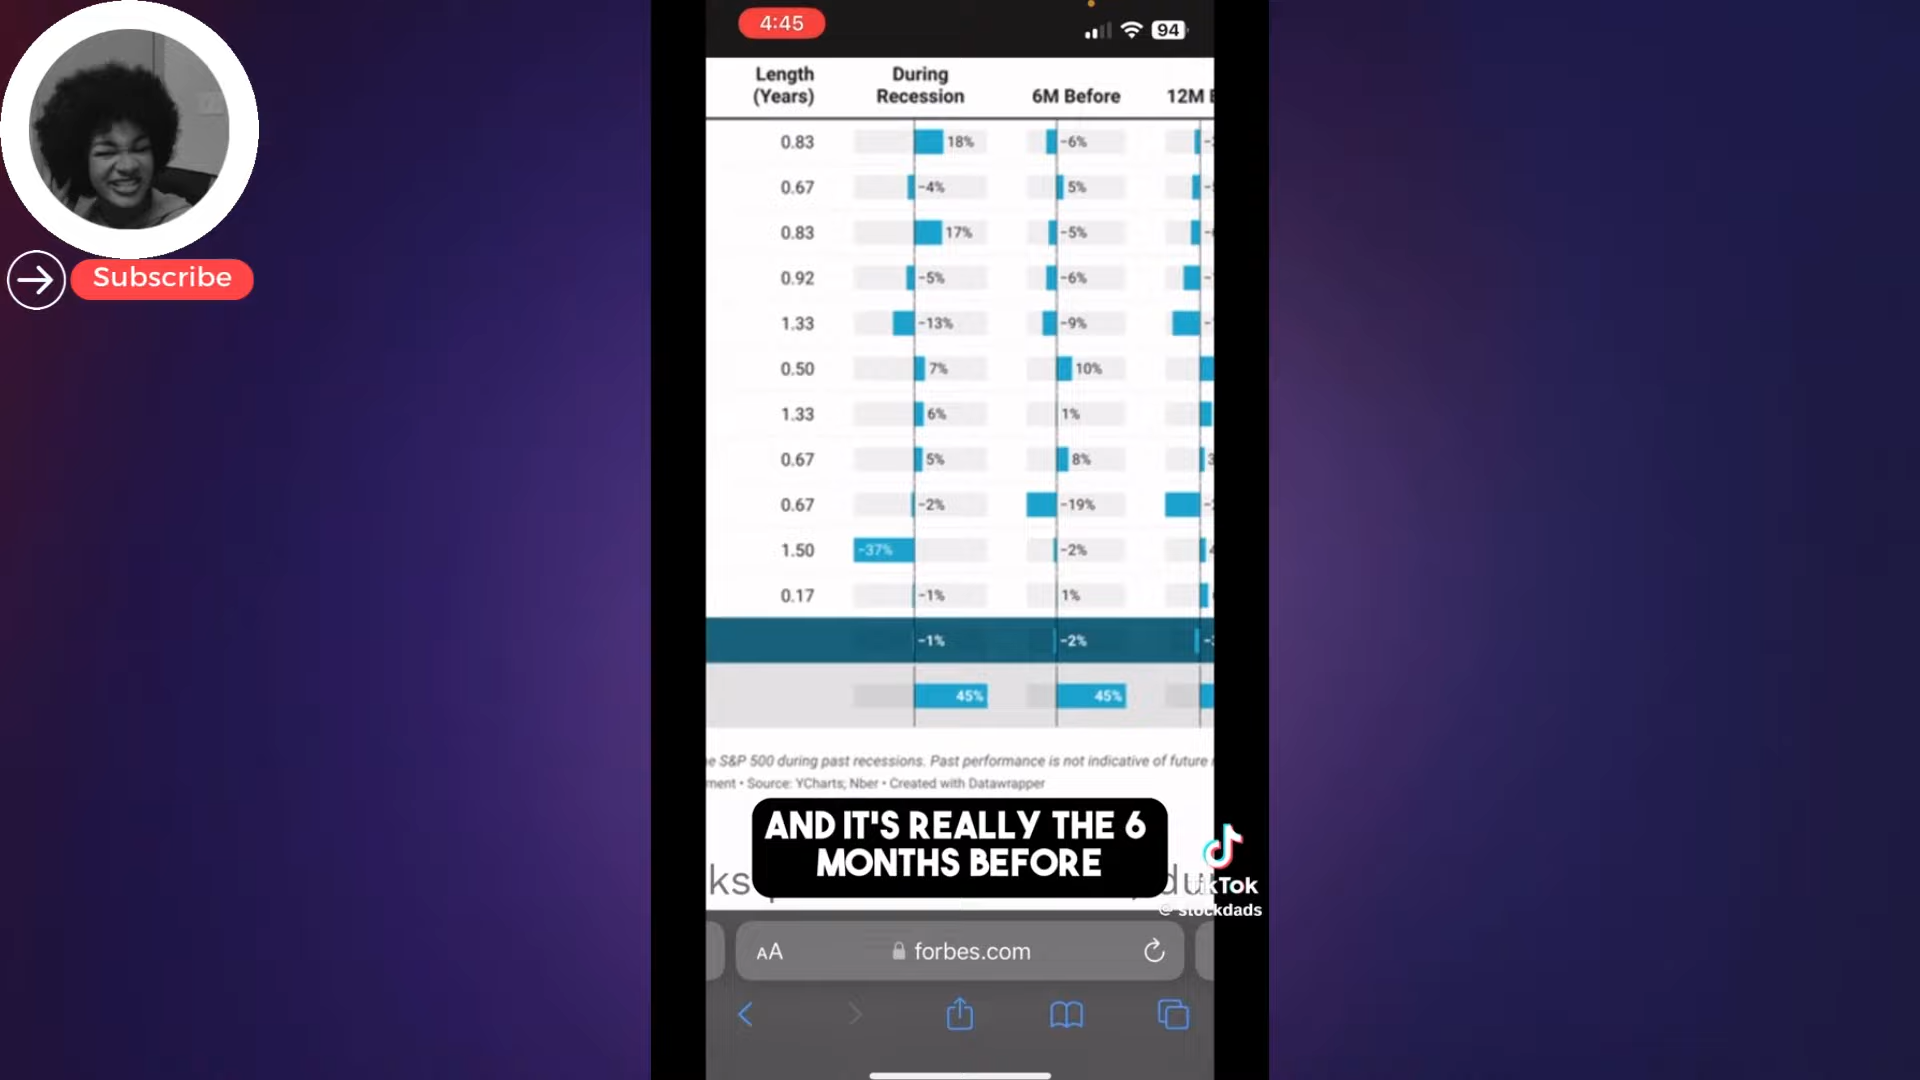 4:45
94
Subscribe
Length (Years) During Recession 6M Before 12M
0.83 18% -6%
0.67 -4% 5%
0.83 17% -5%
0.92 -5% -6%
1.33 -13% -9%
0.50 7% 10%
1.33 6% 1%
0.67 5% 8%
0.67 -2% -19%
1.50 -37% -2%
0.17 -1% 1%
-1% -2%
45% 45%
S&P 500 during past recessions. Past performance is not indicative of future
ment • Source: YCharts; Nber • Created with Datawrapper
AND IT'S REALLY THE 6
MONTHS BEFORE
ks
TikTok
@ stockdads
AA forbes.com